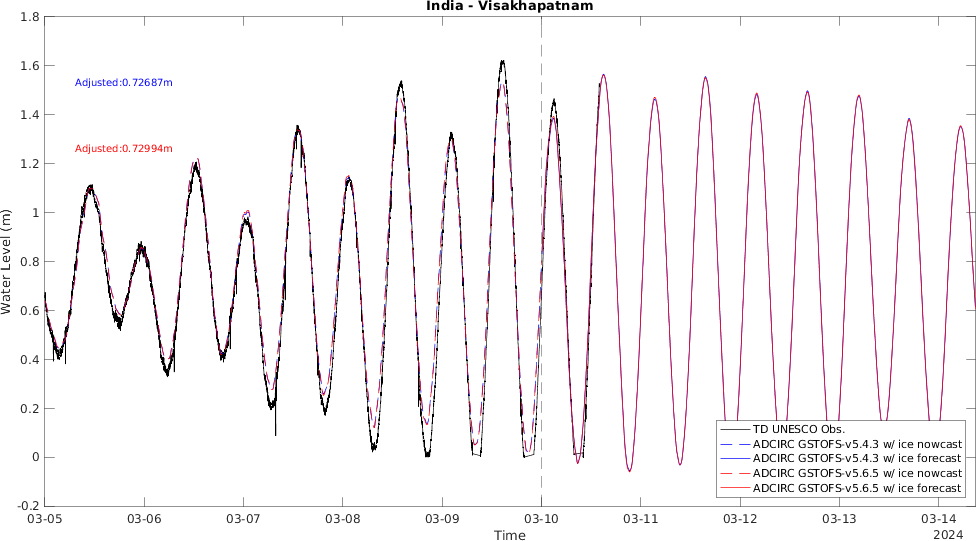 India - Visakhapatnam
Water Level (m)
1.8
1.6
1.4
1.2
1
0.8
0.6
0.4
0.2
0
-0.2
Adjusted:0.72687m
Adjusted:0.72994m
TD UNESCO Obs.
ADCIRC GSTOFS-v5.4.3 w/ ice nowcast
ADCIRC GSTOFS-v5.4.3 w/ ice forecast
ADCIRC GSTOFS-v5.6.5 w/ ice nowcast
ADCIRC GSTOFS-v5.6.5 w/ ice forecast
03-05 03-06 03-07 03-08 03-09 03-10 03-11 03-12 03-13 03-14
Time
2024